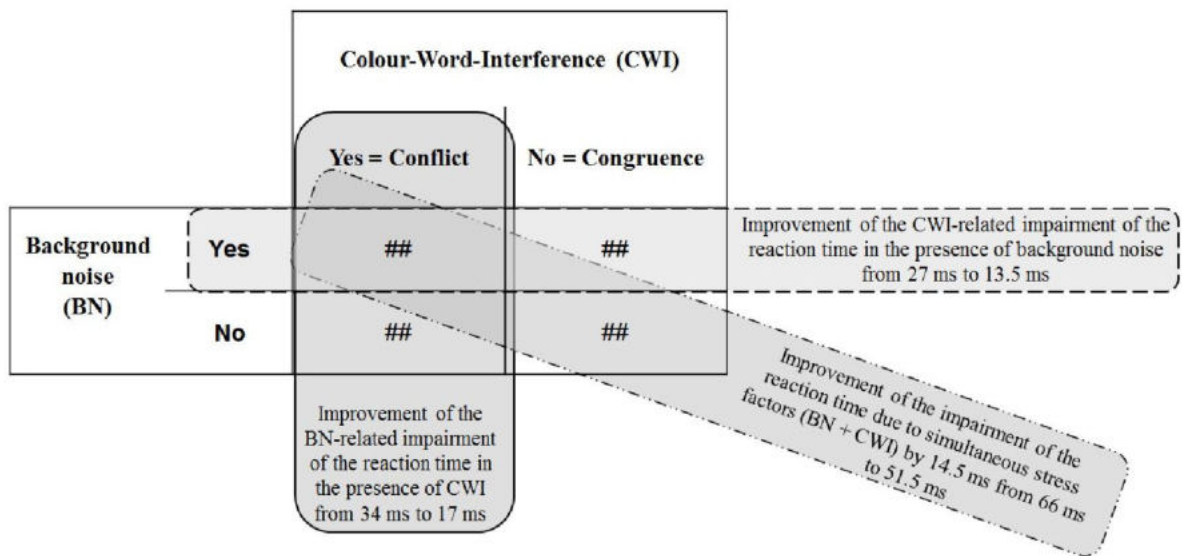 Colour-Word-Interference (CWI)
Yes = Conflict
No = Congruence
Background
noise
(BN)
Yes
##
##
Improvement of the CWI-related impairment of the
reaction time in the presence of background noise
from 27 ms to 13.5 ms
No
##
##
Improvement of the
BN-related impairment
of the reaction time in
the presence of CWI
from 34 ms to 17 ms
Improvement of the impairment of the
reaction time due to simultaneous stress
factors (BN + CWI) by 14.5 ms from 66 ms
to 51.5 ms